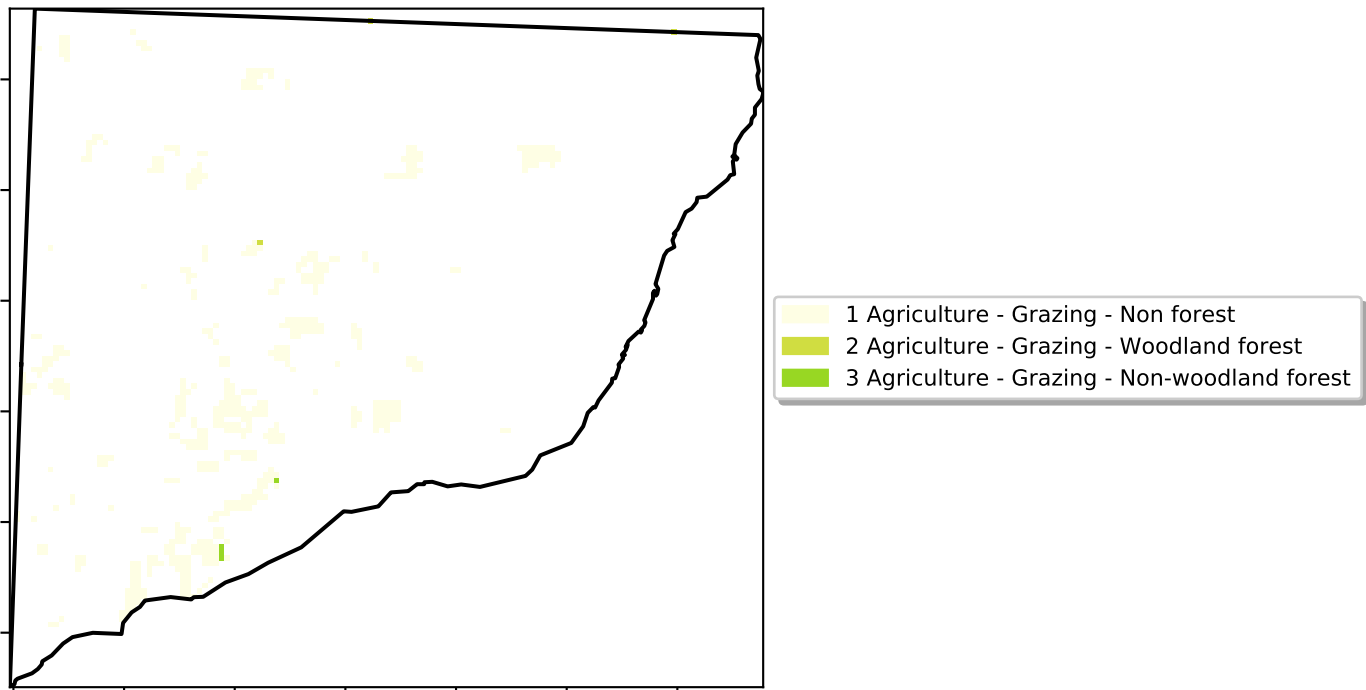 1 Agriculture - Grazing - Non forest
2 Agriculture - Grazing - Woodland forest
3 Agriculture - Grazing - Non-woodland forest